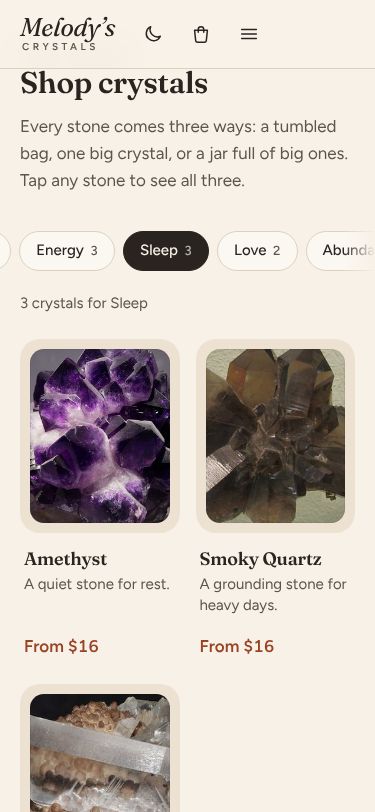 Melody's
CRYSTALS
Shop crystals
Every stone comes three ways: a tumbled
bag, one big crystal, or a jar full of big ones.
Tap any stone to see all three.
Energy 3
Sleep 3
Love 2
Abunda
3 crystals for Sleep
Amethyst
A quiet stone for rest.
From $16
Smoky Quartz
A grounding stone for
heavy days.
From $16